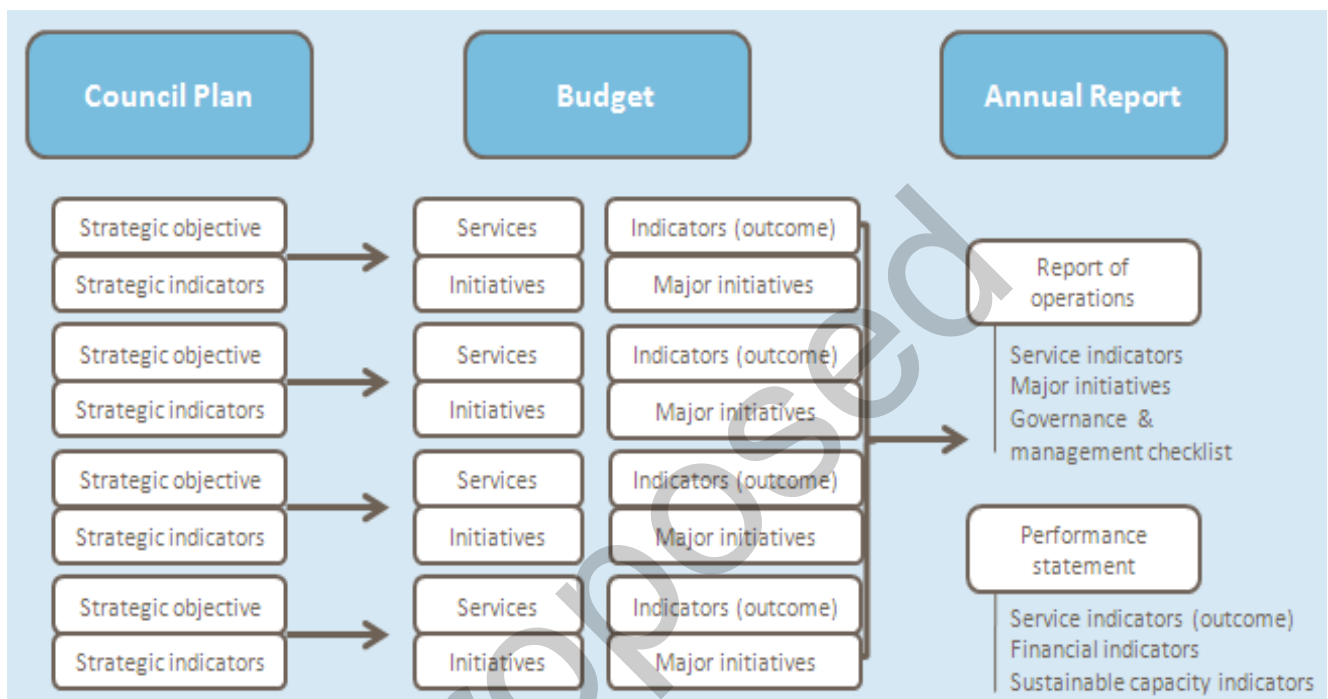 Council Plan
Budget
Annual Report
Strategic objective
Strategic indicators
Services
Initiatives
Indicators (outcome)
Major initiatives
Strategic objective
Strategic indicators
Services
Initiatives
Indicators (outcome)
Major initiatives
Strategic objective
Strategic indicators
Services
Initiatives
Indicators (outcome)
Major initiatives
Strategic objective
Strategic indicators
Services
Initiatives
Indicators (outcome)
Major initiatives
Report of
operations
Service indicators
Major initiatives
Governance &
management checklist
Performance
statement
Service indicators (outcome)
Financial indicators
Sustainable capacity indicators
oposed